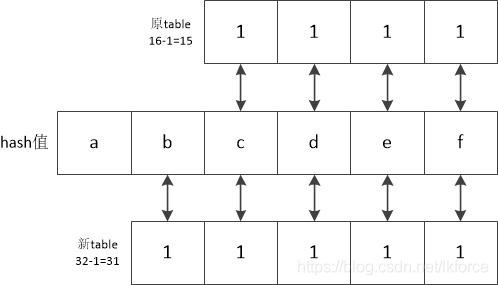 原table
16-1=15
1 1 1 1
hash值
a b c d e f
新table
32-1=31
1 1 1 1 1
https://blog.csdn.net/lkforce